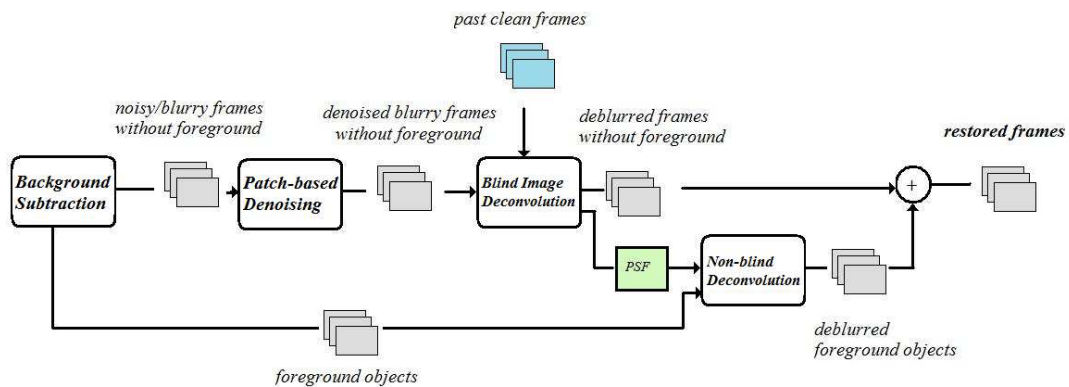 past clean frames
noisy/blurry frames
without foreground
denoised blurry frames
without foreground
deblurred frames
without foreground
restored frames
Background
Subtraction
Patch-based
Denoising
Blind Image
Deconvolution
+
PSF
Non-blind
Deconvolution
deblurred
foreground objects
foreground objects